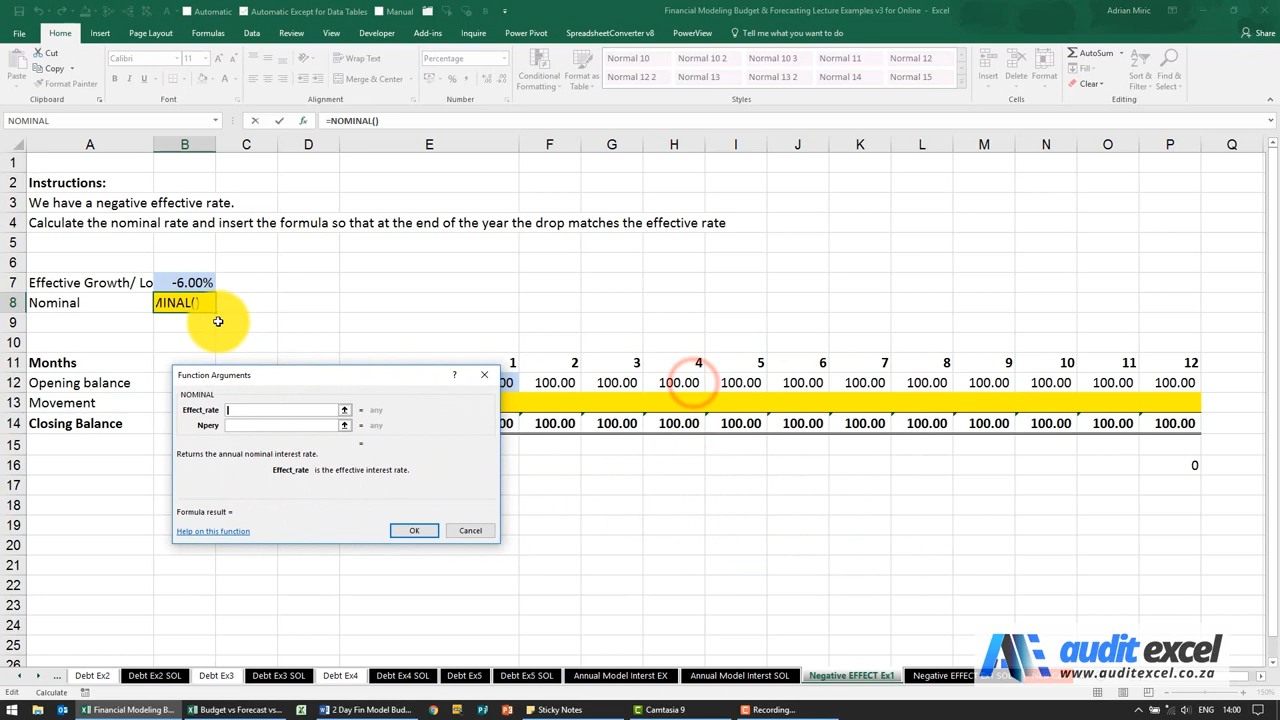 Automatic Automatic Except for Data Tables Manual Financial Modeling Budget & Forecasting Lecture Examples v3 for Online - Excel Adrian Miric
File Home Insert Page Layout Formulas Data Review View Developer Add-ins Inquire Power Pivot SpreadsheetConverter v8 PowerView Tell me what you want to do Share
Cut
Copy
Format Painter
Paste
Calibri
Wrap Text
Merge & Center
Percentage
Conditional Formatting
Format as Table
Normal 10 Normal 10 2 Normal 10 3 Normal 11 Normal 12
Normal 12 2 Normal 13 Normal 13 2 Normal 14 Normal 15
Insert Delete Format
AutoSum
Fill
Clear
Sort & Filter
Find & Select
Clipboard Font Alignment Number Styles Cells Editing
NOMINAL =NOMINAL()
A B C D E F G H I J K L M N O P Q
1
2 Instructions:
3 We have a negative effective rate.
4 Calculate the nominal rate and insert the formula so that at the end of the year the drop matches the effective rate
5
6
7 Effective Growth/ Lo -6.00%
8 Nominal MINAL()
9
10
11 Months 1 2 3 4 5 6 7 8 9 10 11 12
12 Opening balance 00 100.00 100.00 100.00 100.00 100.00 100.00 100.00 100.00 100.00 100.00 100.00
13 Movement
14 Closing Balance 00 100.00 100.00 100.00 100.00 100.00 100.00 100.00 100.00 100.00 100.00 100.00
15
16 0
17
18
19
20
21
22
23
24
25
26
Function Arguments ?
NOMINAL
Effect_rate = any
Npery = any
=
Returns the annual nominal interest rate.
Effect_rate is the effective interest rate.
Formula result =
Help on this function OK Cancel
audit excel
www.auditexcel.co.za
... Debt Ex2 Debt Ex2 SOL Debt Ex3 Debt Ex3 SOL Debt Ex4 Debt Ex4 SOL Debt Ex5 Debt Ex5 SOL Annual Model Interst EX Annual Model Interst SOL Negative EFFECT Ex1 Negative EFFECT
Edit Calculate 150%
Financial Modeling B... Budget vs Forecast vs... 2 Day Fin Model Bud... Sticky Notes Camtasia 9 Recording... ENG 14:00